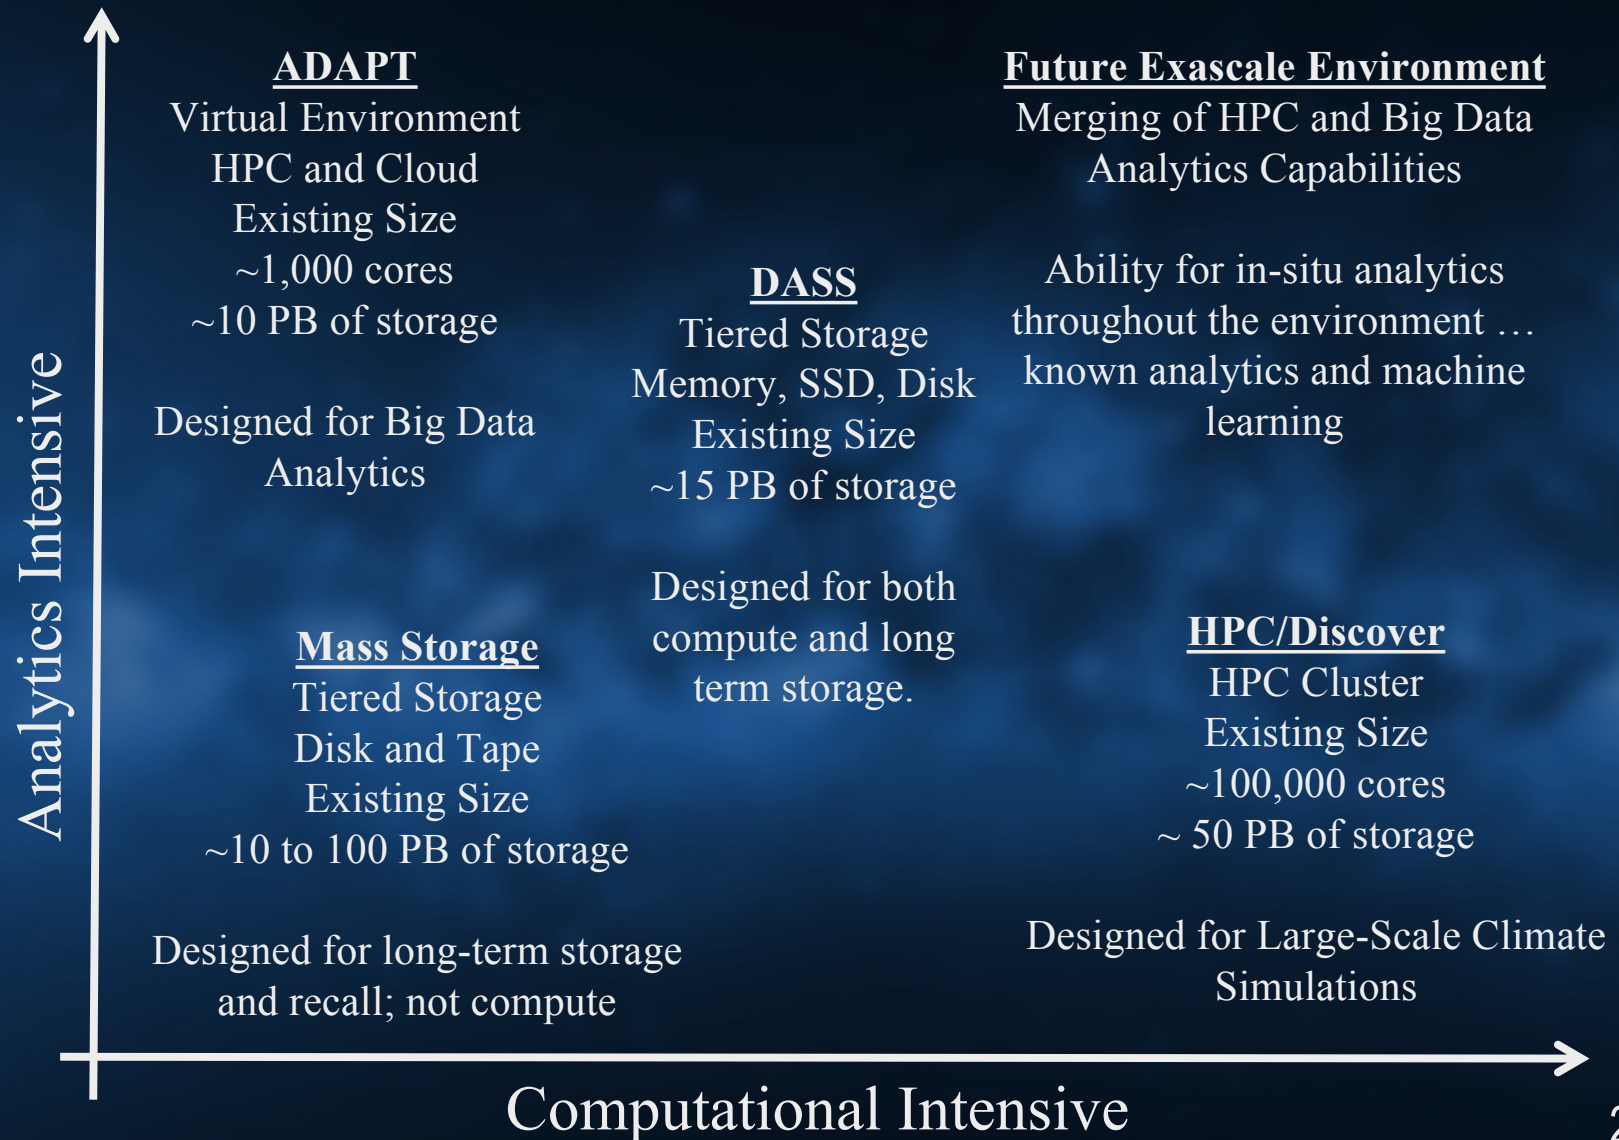 ADAPT
Virtual Environment
HPC and Cloud
Existing Size
~1,000 cores
~10 PB of storage
Designed for Big Data
Analytics
Future Exascale Environment
Merging of HPC and Big Data
Analytics Capabilities
Ability for in-situ analytics
throughout the environment …
known analytics and machine
learning
DASS
Tiered Storage
Memory, SSD, Disk
Existing Size
~15 PB of storage
Designed for both
compute and long
term storage.
Mass Storage
Tiered Storage
Disk and Tape
Existing Size
~10 to 100 PB of storage
Designed for long-term storage
and recall; not compute
HPC/Discover
HPC Cluster
Existing Size
~100,000 cores
~ 50 PB of storage
Designed for Large-Scale Climate
Simulations
Analytics Intensive
Computational Intensive